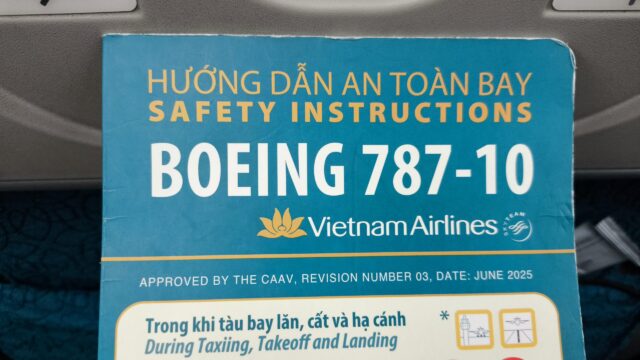 HƯỚNG DẪN AN TOÀN BAY
SAFETY INSTRUCTIONS
BOEING 787-10
Vietnam Airlines
SKYTEAM
APPROVED BY THE CAAV, REVISION NUMBER 03, DATE: JUNE 2025
Trong khi tàu bay lăn, cất và hạ cánh *
During Taxiing, Takeoff and Landing